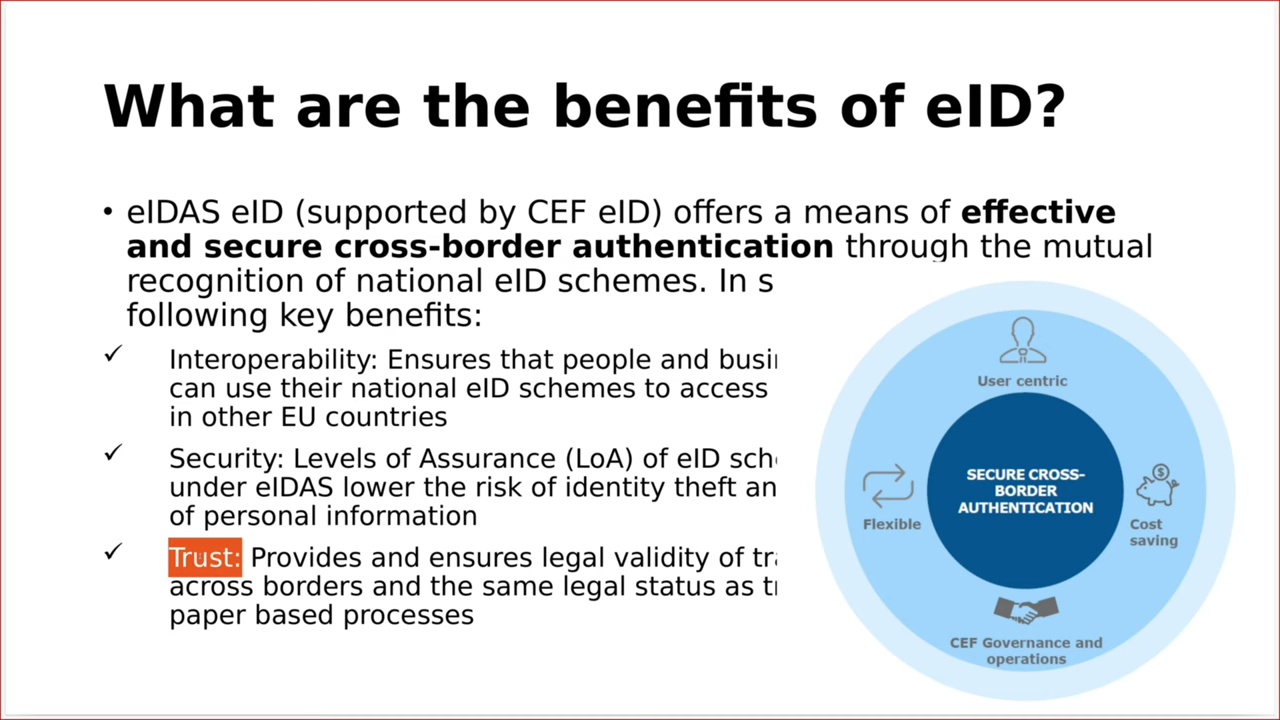 What are the benefits of eID?
• eIDAS eID (supported by CEF eID) offers a means of effective
and secure cross-border authentication through the mutual
recognition of national eID schemes. In s
following key benefits:
✓ Interoperability: Ensures that people and
can use their national eID schemes to access
in other EU countries
✓ Security: Levels of Assurance (LoA) of eID
under eIDAS lower the risk of identity theft
of personal information
✓ Trust: Provides and ensures legal validity of
across borders and the same legal status as
paper based processes
User centric
Flexible
SECURE CROSS-
BORDER
AUTHENTICATION
Cost
saving
CEF Governance and
operations